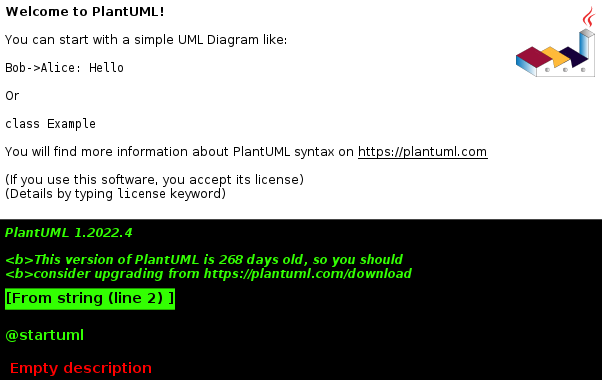 Welcome to PlantUML!
You can start with a simple UML Diagram like:
Bob->Alice: Hello
Or
class Example
You will find more information about PlantUML syntax on https://plantuml.com
(If you use this software, you accept its license)
(Details by typing license keyword)
PlantUML 1.2022.4
<b>This version of PlantUML is 268 days old, so you should
<b>consider upgrading from https://plantuml.com/download
[From string (line 2) ]
@startuml
Empty description